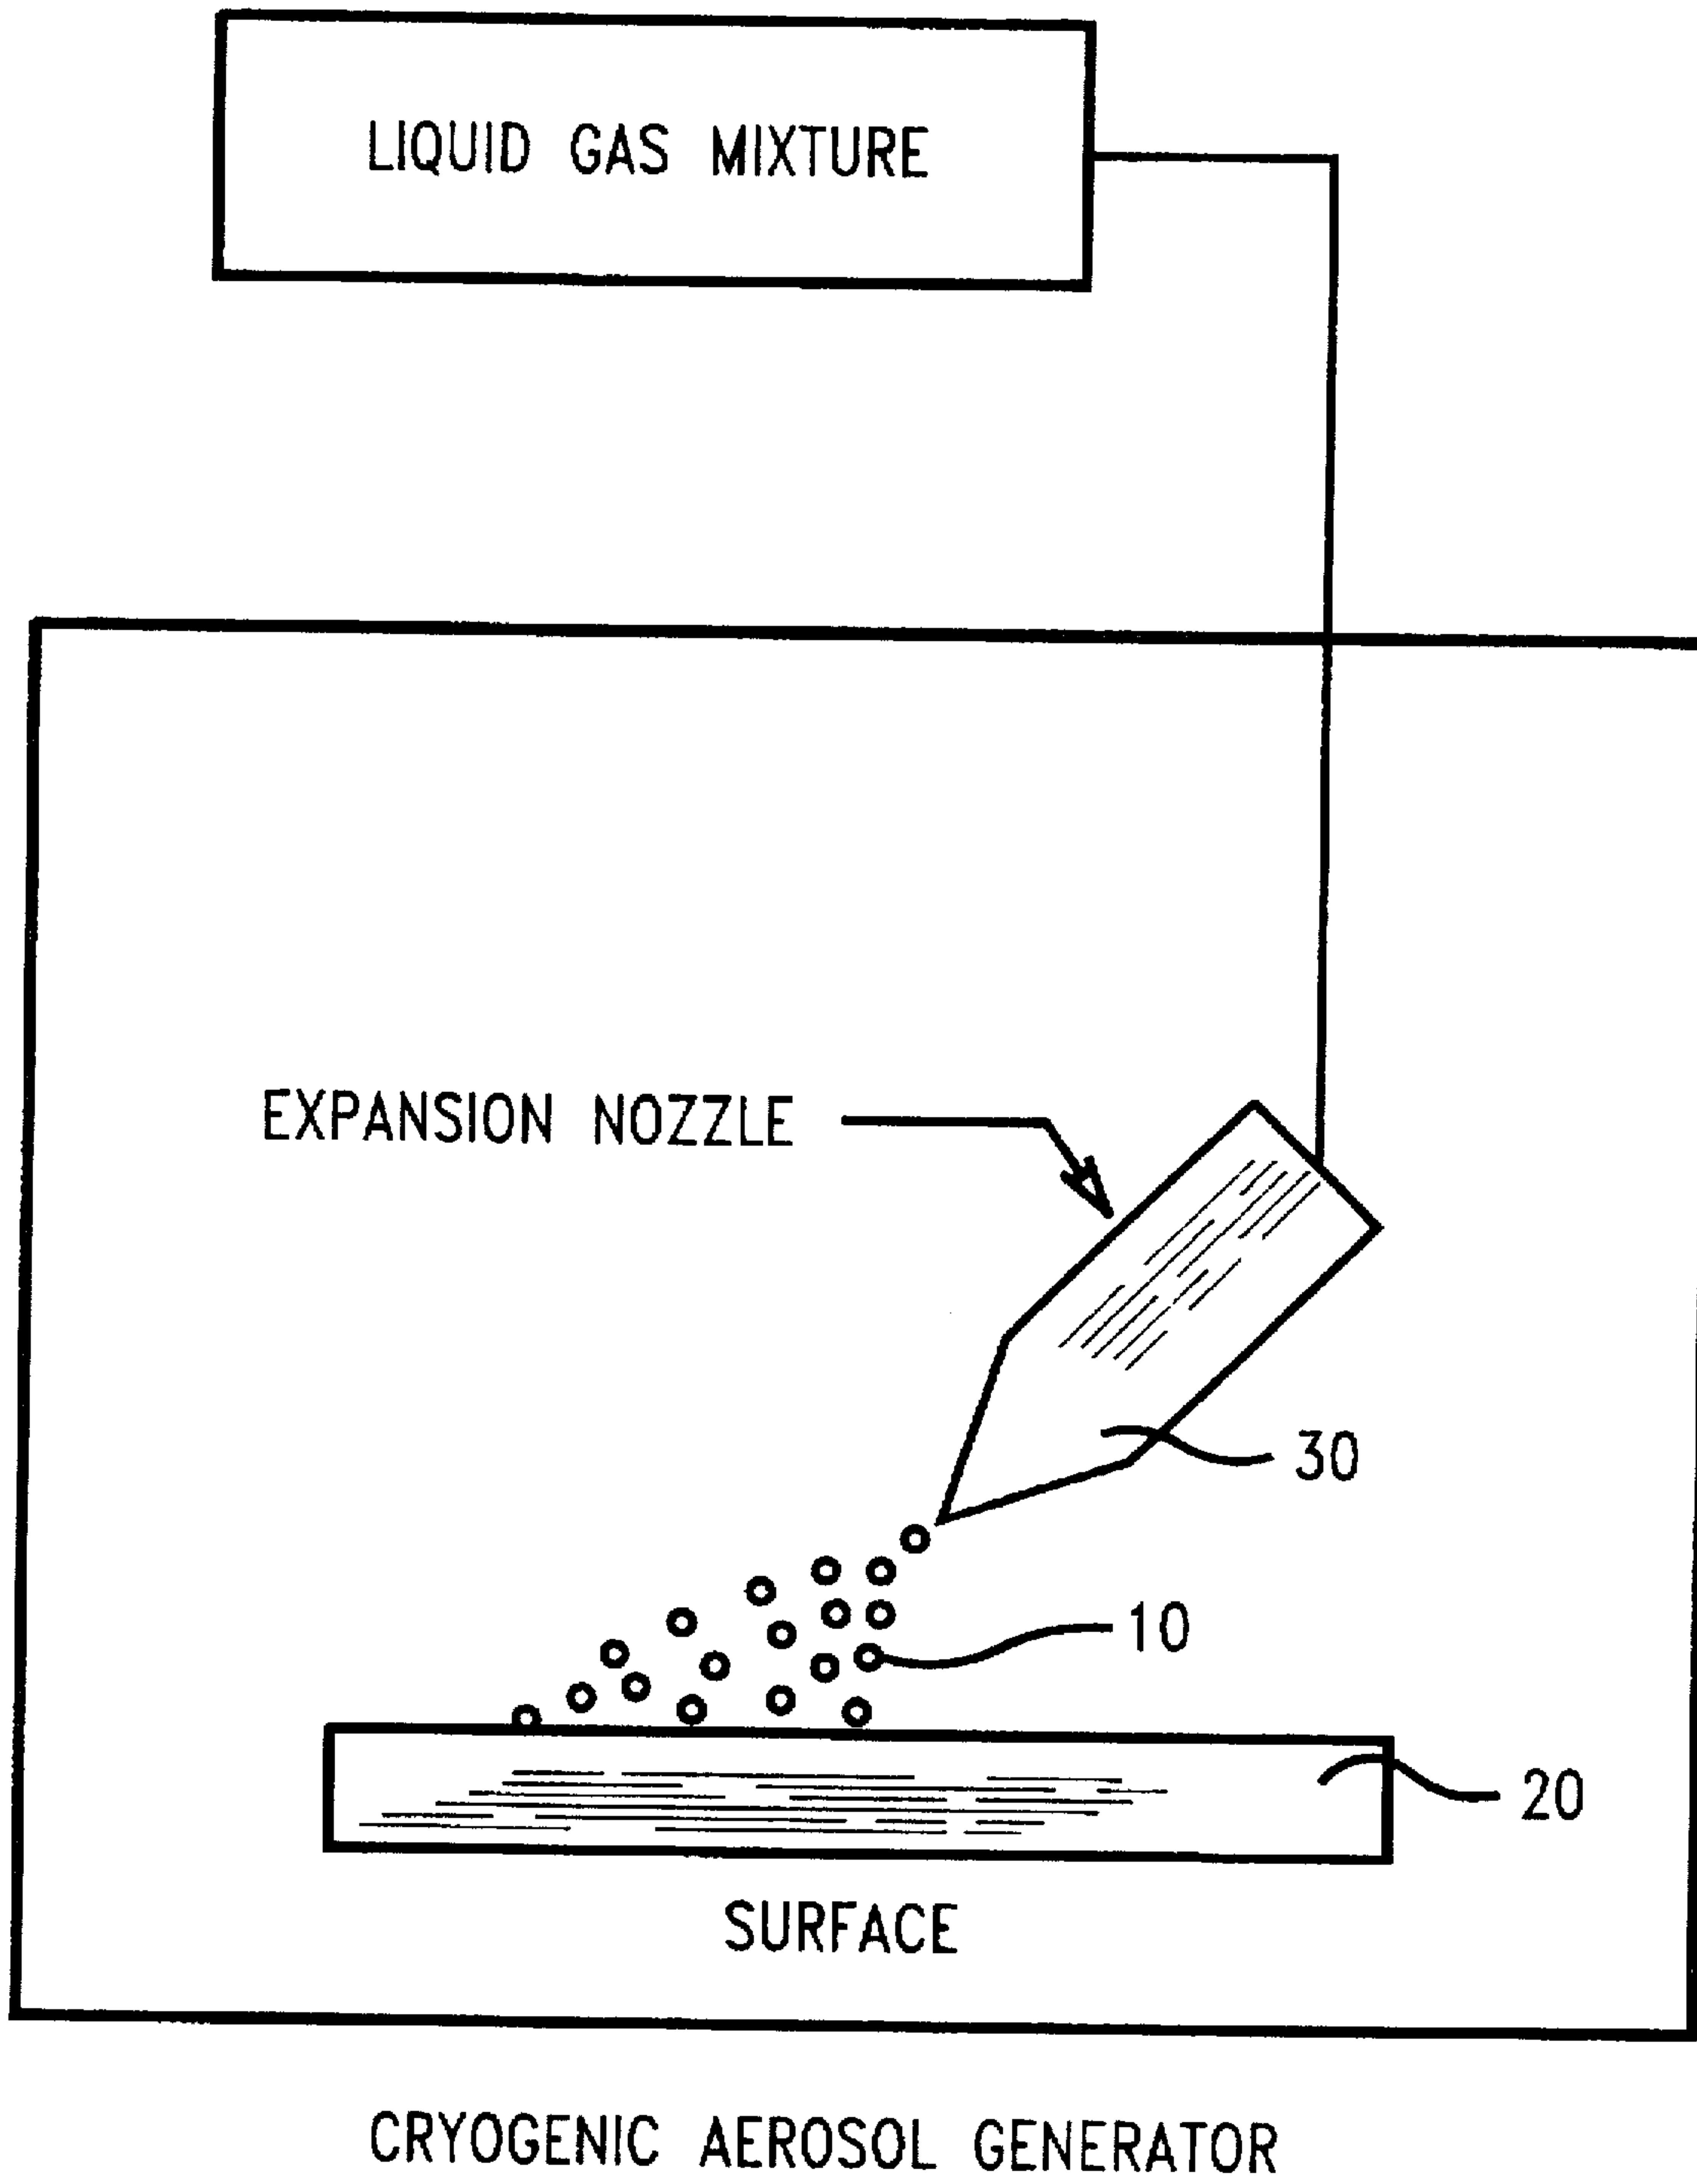 LIQUID GAS MIXTURE
EXPANSION NOZZLE
30
10
20
SURFACE
CRYOGENIC AEROSOL GENERATOR